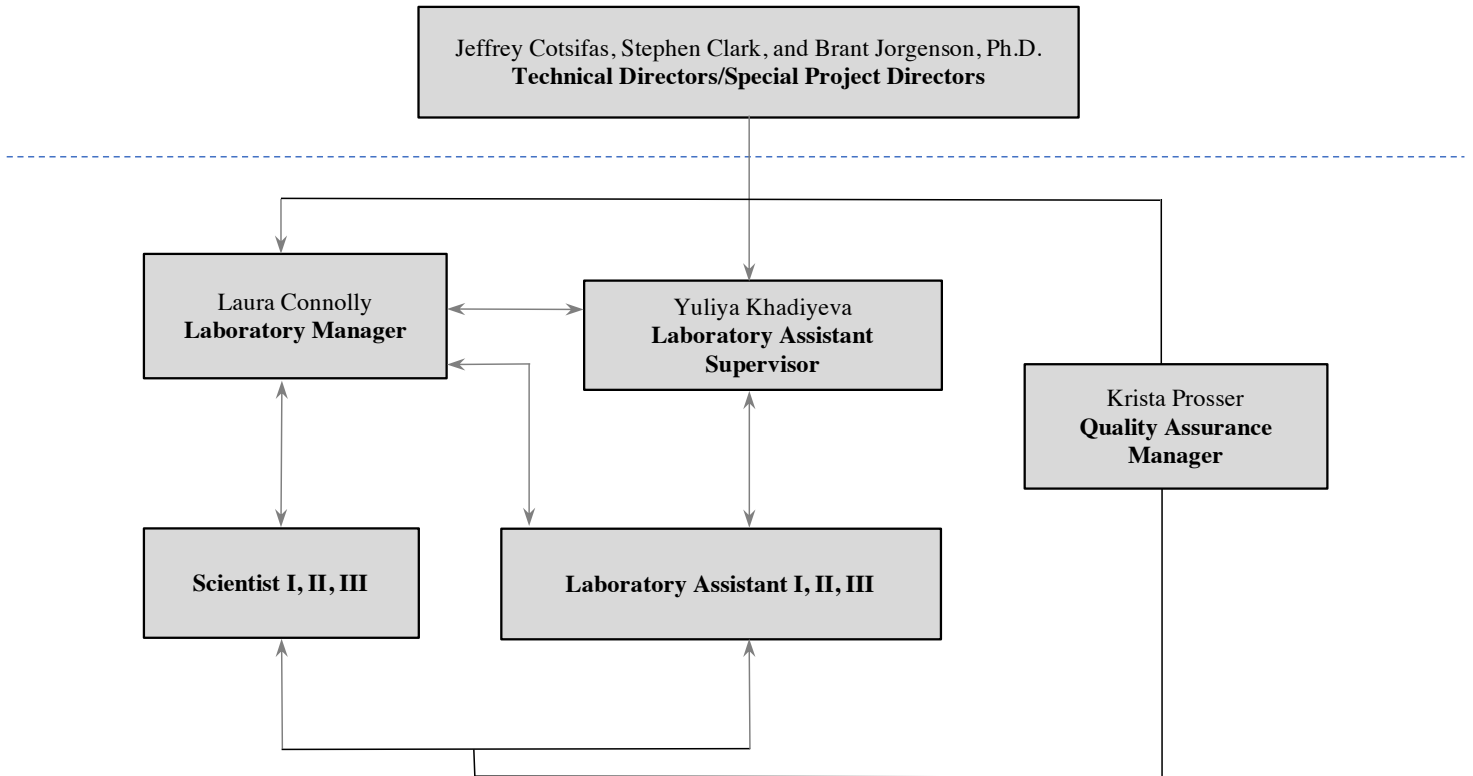 Jeffrey Cotsifas, Stephen Clark, and Brant Jorgenson, Ph.D.
Technical Directors/Special Project Directors
Laura Connolly
Laboratory Manager
Yuliya Khadiyeva
Laboratory Assistant
Supervisor
Krista Prosser
Quality Assurance
Manager
Scientist I, II, III
Laboratory Assistant I, II, III